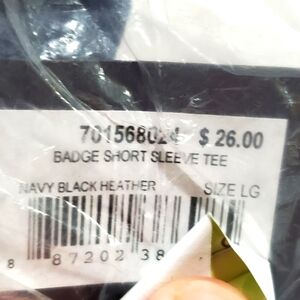 701568024 $ 26.00
BADGE SHORT SLEEVE TEE
NAVY BLACK HEATHER SIZE LG
8 87202 38